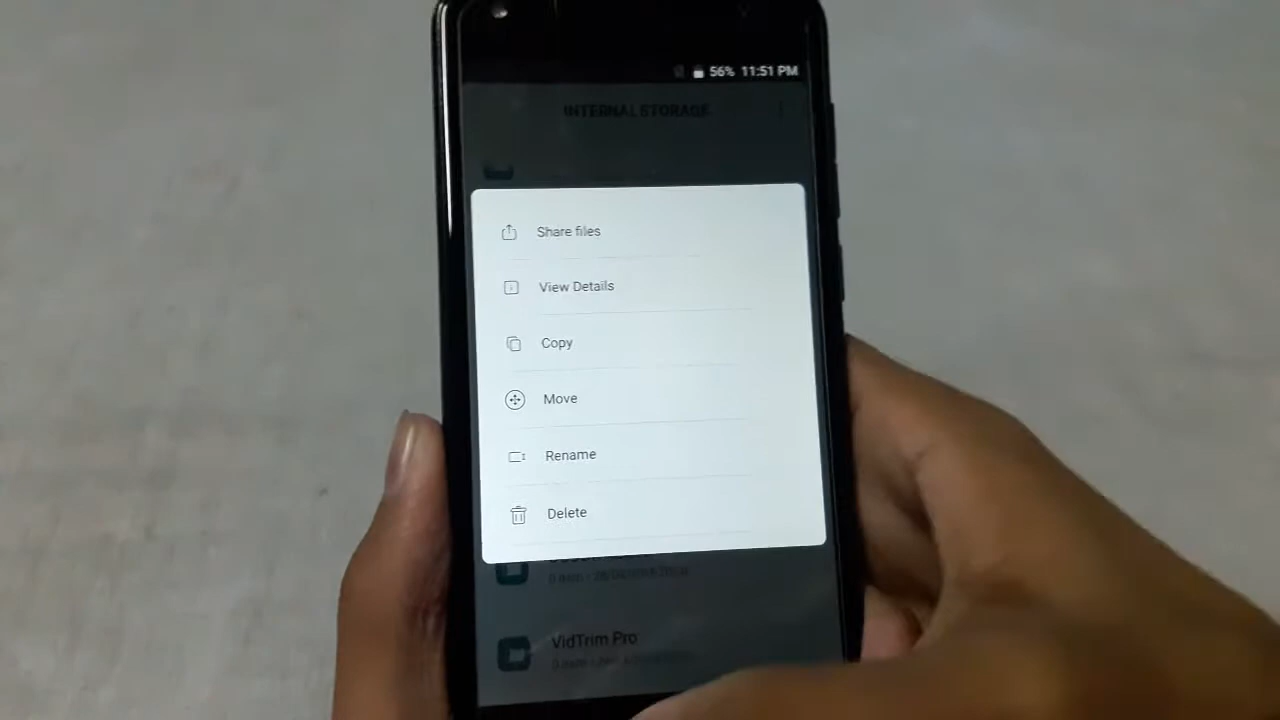 56% 11:51 PM
INTERNAL STORAGE
Share files
View Details
Copy
Move
Rename
Delete
VidTrim Pro